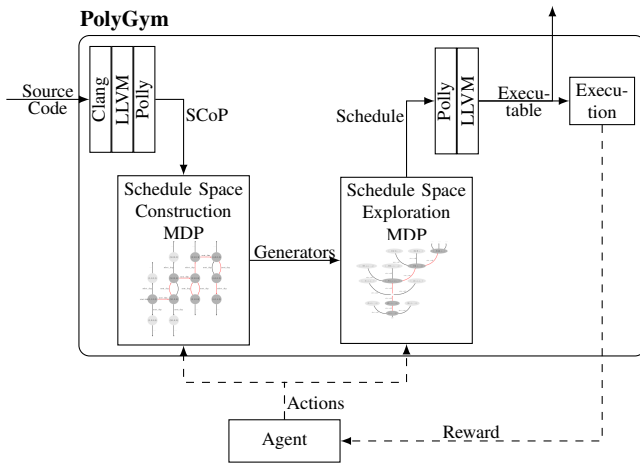 PolyGym
Source
Code
Clang
LLVM
Polly
SCoP
Schedule
Polly
LLVM
Execu-
table
Execu-
tion
Schedule Space
Construction
MDP
Generators
Schedule Space
Exploration
MDP
Actions
Agent
Reward